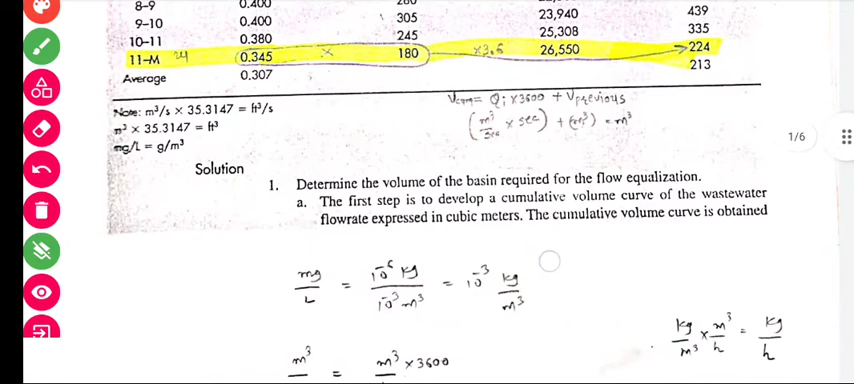 8-9 0.400 280 439
9-10 0.400 305 23,940 335
10-11 0.380 245 25,308
11-M 24 0.345 × 180 ×3.6 26,550 224
Average 0.307 213
Note: m³/s × 35.3147 = ft³/s
m³ × 35.3147 = ft³
mg/L = g/m³
Vcum = Qi × 3600 + Vprevious
(m³/sec × sec) + (m³) = m³
1/6
Solution
1. Determine the volume of the basin required for the flow equalization.
a. The first step is to develop a cumulative volume curve of the wastewater
flowrate expressed in cubic meters. The cumulative volume curve is obtained
mg/L = 10⁻⁶ kg / 10⁻³ m³ = 10⁻³ kg/m³
kg/m³ × m³/h = kg/h
m³ = m³ × 3600